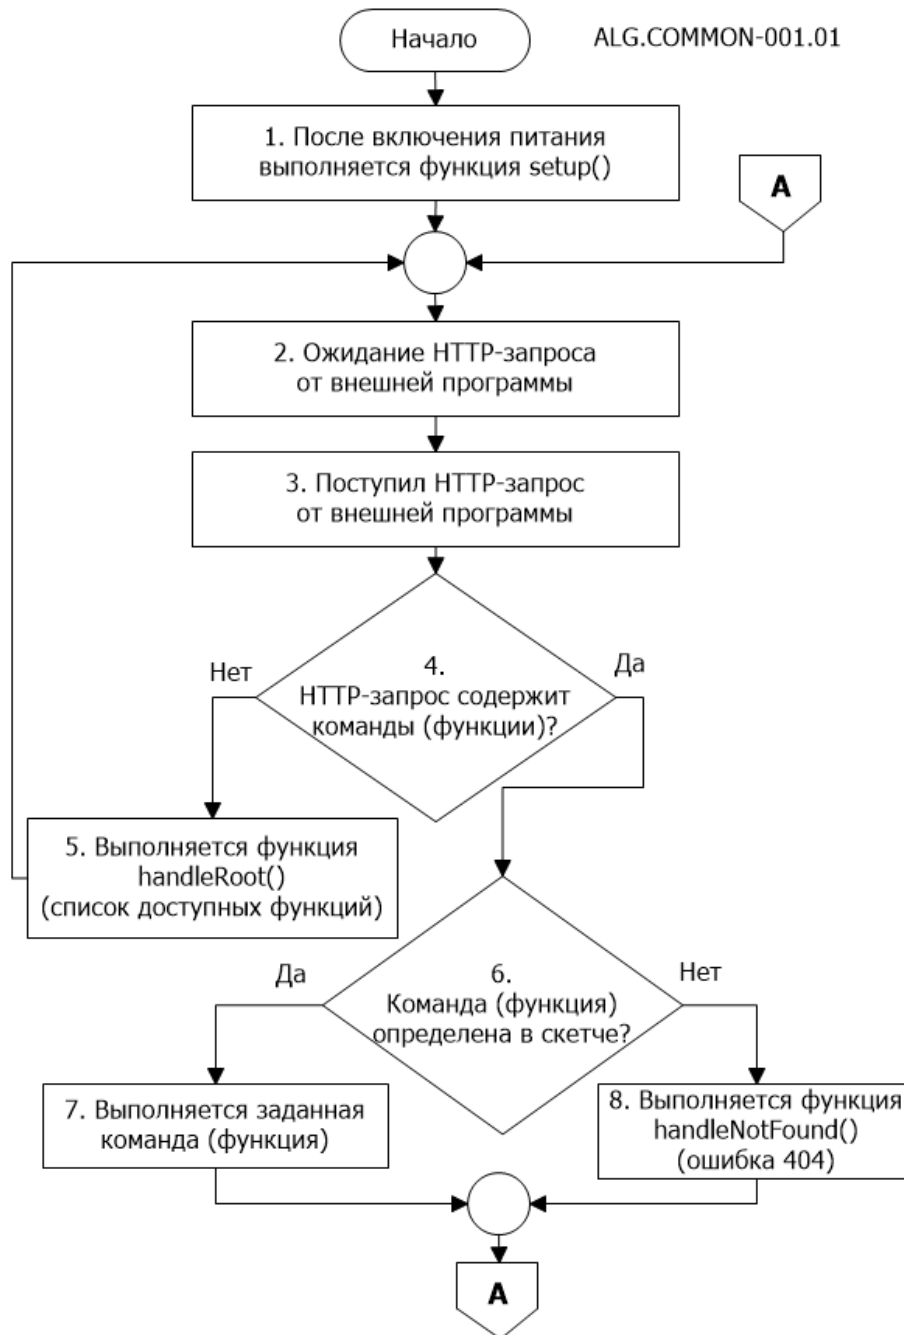 Начало
ALG.COMMON-001.01
1. После включения питания
выполняется функция setup()
А
2. Ожидание HTTP-запроса
от внешней программы
3. Поступил HTTP-запрос
от внешней программы
Нет
Да
4.
HTTP-запрос содержит
команды (функции)?
5. Выполняется функция
handleRoot()
(список доступных функций)
Да
Нет
6.
Команда (функция)
определена в скетче?
7. Выполняется заданная
команда (функция)
8. Выполняется функция
handleNotFound()
(ошибка 404)
А